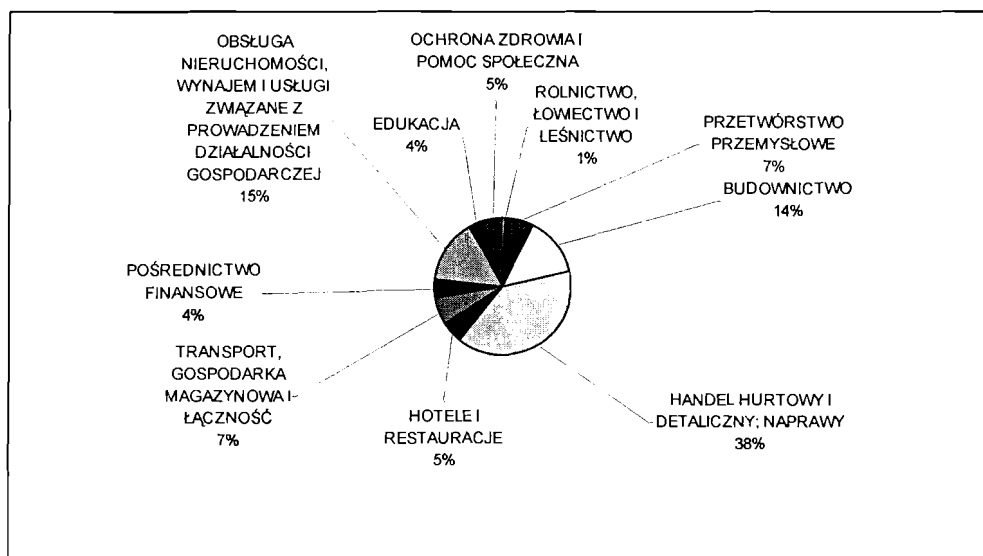 OBSŁUGA
NIERUCHOMOŚCI,
WYNAJEM I USŁUGI
ZWIĄZANE Z
PROWADZENIEM
DZIAŁALNOŚCI
GOSPODARCZEJ
15%
OCHRONA ZDROWIA I
POMOC SPOŁECZNA
5%
EDUKACJA
4%
ROLNICTWO,
ŁOWIECTWO I
LEŚNICTWO
1%
PRZETWÓRSTWO
PRZEMYSŁOWE
7%
BUDOWNICTWO
14%
POŚREDNICTWO
FINANSOWE
4%
TRANSPORT,
GOSPODARKA
MAGAZYNOWA I
ŁĄCZNOŚĆ
7%
HOTELE I
RESTAURACJE
5%
HANDEL HURTOWY I
DETALICZNY; NAPRAWY
38%